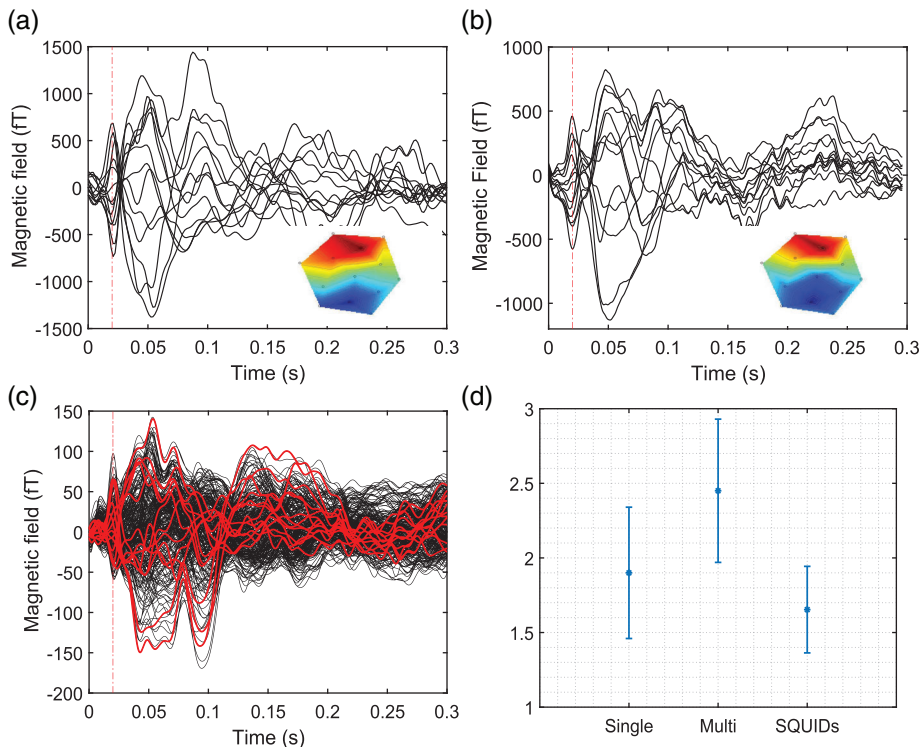 (a)
1500
1000
500
0
-500
-1000
-1500
Magnetic field (fT)
0 0.05 0.1 0.15 0.2 0.25 0.3
Time (s)
(b)
1000
500
0
-500
-1000
Magnetic Field (fT)
0 0.05 0.1 0.15 0.2 0.25 0.3
Time (s)
(c)
150
100
50
0
-50
-100
-150
-200
Magnetic field (fT)
0 0.05 0.1 0.15 0.2 0.25 0.3
Time (s)
(d)
3
2.5
2
1.5
1
Single Multi SQUIDs